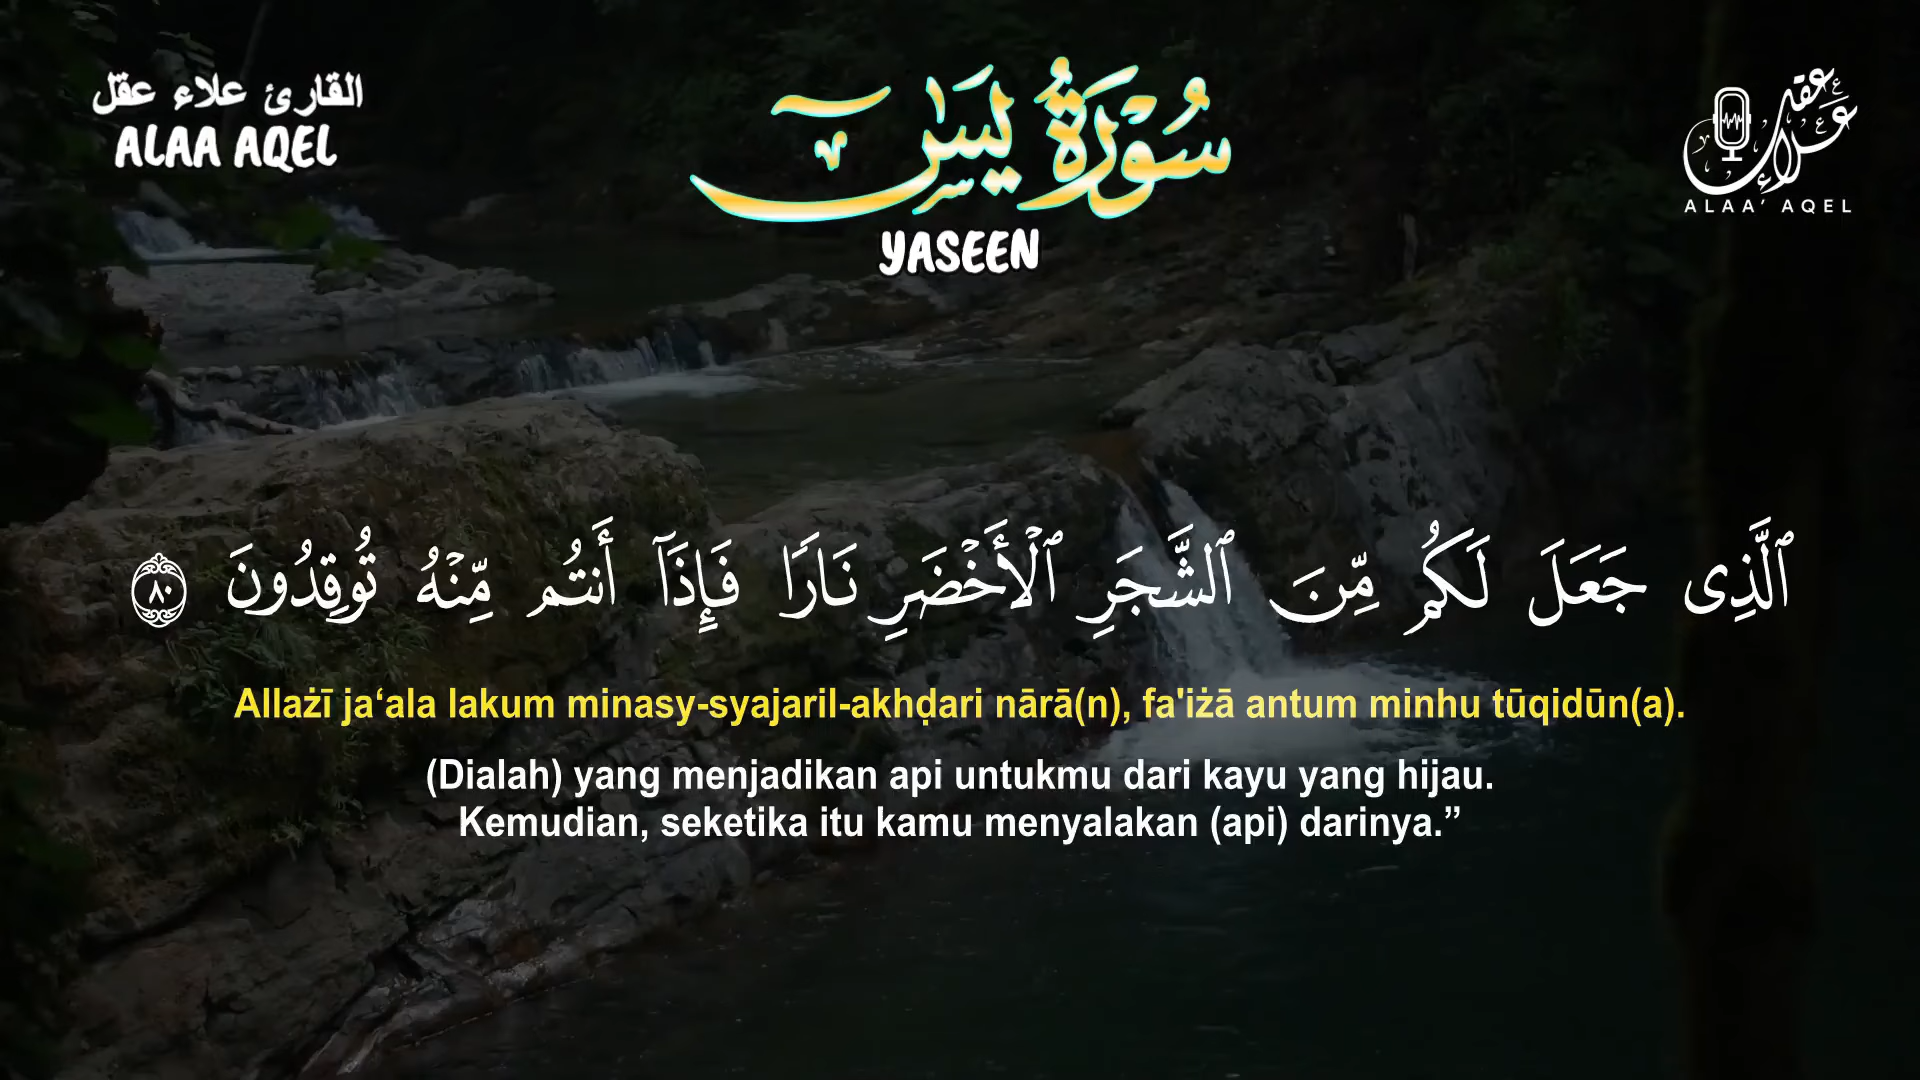 القارئ علاء عقل
ALAA AQEL
سُورَةُ يسٓ
YASEEN
علاء عقل
ALAA' AQEL
ٱلَّذِى جَعَلَ لَكُم مِّنَ ٱلشَّجَرِ ٱلْأَخْضَرِ نَارًا فَإِذَآ أَنتُم مِّنْهُ تُوقِدُونَ ٨٠
Allażī ja‘ala lakum minasy-syajaril-akhḍari nārā(n), fa'iżā antum minhu tūqidūn(a).
(Dialah) yang menjadikan api untukmu dari kayu yang hijau.
Kemudian, seketika itu kamu menyalakan (api) darinya.”